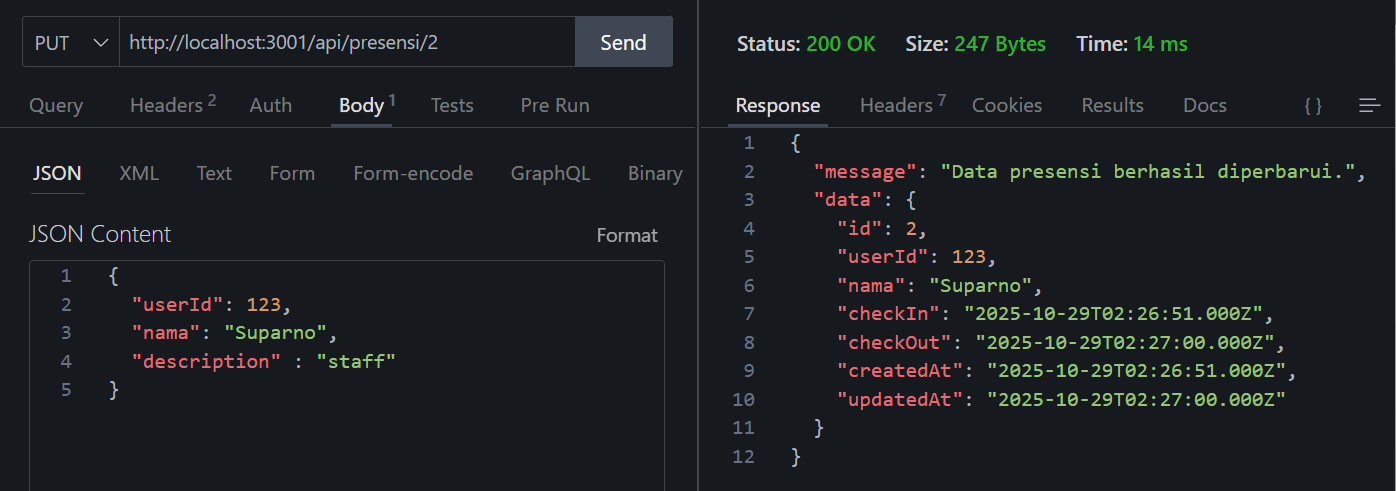 PUT http://localhost:3001/api/presensi/2 Send
Query Headers 2 Auth Body 1 Tests Pre Run
JSON XML Text Form Form-encode GraphQL Binary
JSON Content Format
1 {
2 "userId": 123,
3 "nama": "Suparno",
4 "description" : "staff"
5 }
Status: 200 OK Size: 247 Bytes Time: 14 ms
Response Headers 7 Cookies Results Docs { }
1 {
2 "message": "Data presensi berhasil diperbarui.",
3 "data": {
4 "id": 2,
5 "userId": 123,
6 "nama": "Suparno",
7 "checkIn": "2025-10-29T02:26:51.000Z",
8 "checkOut": "2025-10-29T02:27:00.000Z",
9 "createdAt": "2025-10-29T02:26:51.000Z",
10 "updatedAt": "2025-10-29T02:27:00.000Z"
11 }
12 }